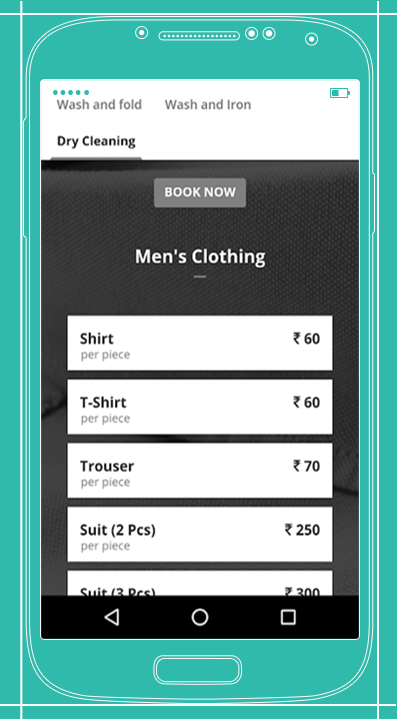 Wash and fold Wash and Iron
Dry Cleaning
BOOK NOW
Men's Clothing
Shirt ₹ 60
per piece
T-Shirt ₹ 60
per piece
Trouser ₹ 70
per piece
Suit (2 Pcs) ₹ 250
per piece
Suit (3 Pcs) ₹ 300